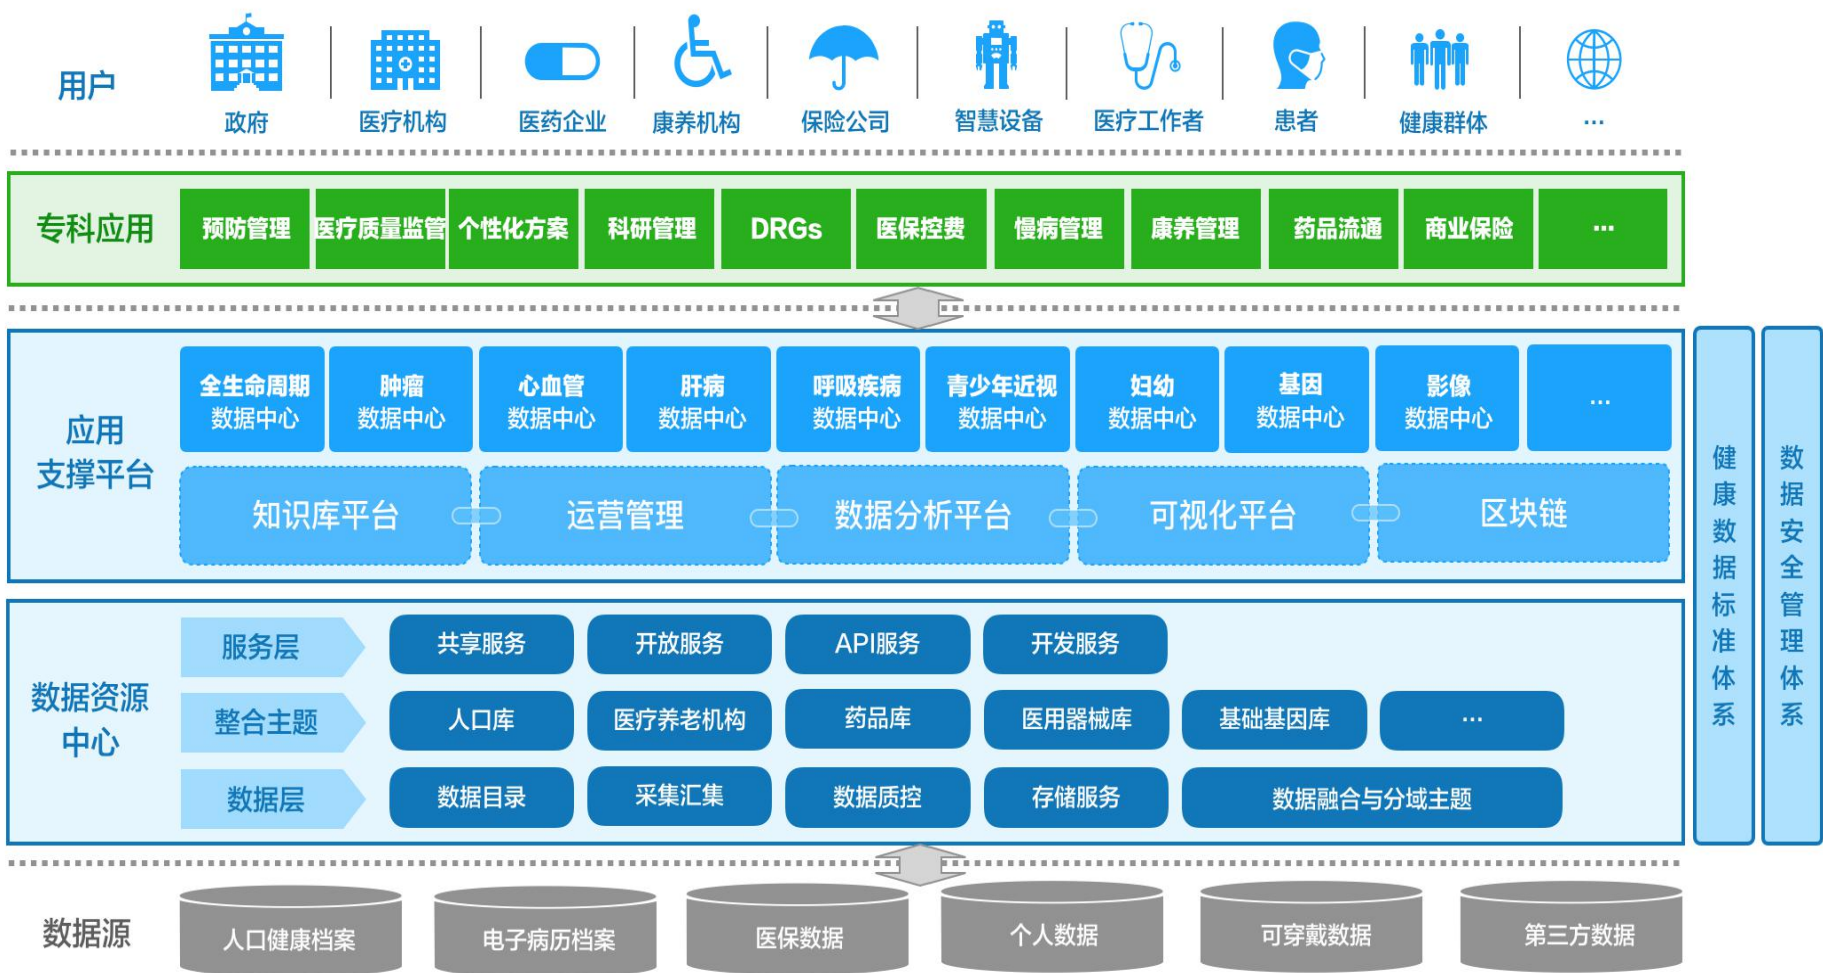 用户
政府
医疗机构
医药企业
康养机构
保险公司
智慧设备
医疗工作者
患者
健康群体
...
专科应用
预防管理
医疗质量监管
个性化方案
科研管理
DRGs
医保控费
慢病管理
康养管理
药品流通
商业保险
...
应用
支撑平台
全生命周期
数据中心
肿瘤
数据中心
心血管
数据中心
肝病
数据中心
呼吸疾病
数据中心
青少年近视
数据中心
妇幼
数据中心
基因
数据中心
影像
数据中心
...
知识库平台
运营管理
数据分析平台
可视化平台
区块链
数据资源
中心
服务层
共享服务
开放服务
API服务
开发服务
整合主题
人口库
医疗养老机构
药品库
医用器械库
基础基因库
...
数据层
数据目录
采集汇集
数据质控
存储服务
数据融合与分域主题
健康数据标准体系
数据安全管理体系
数据源
人口健康档案
电子病历档案
医保数据
个人数据
可穿戴数据
第三方数据